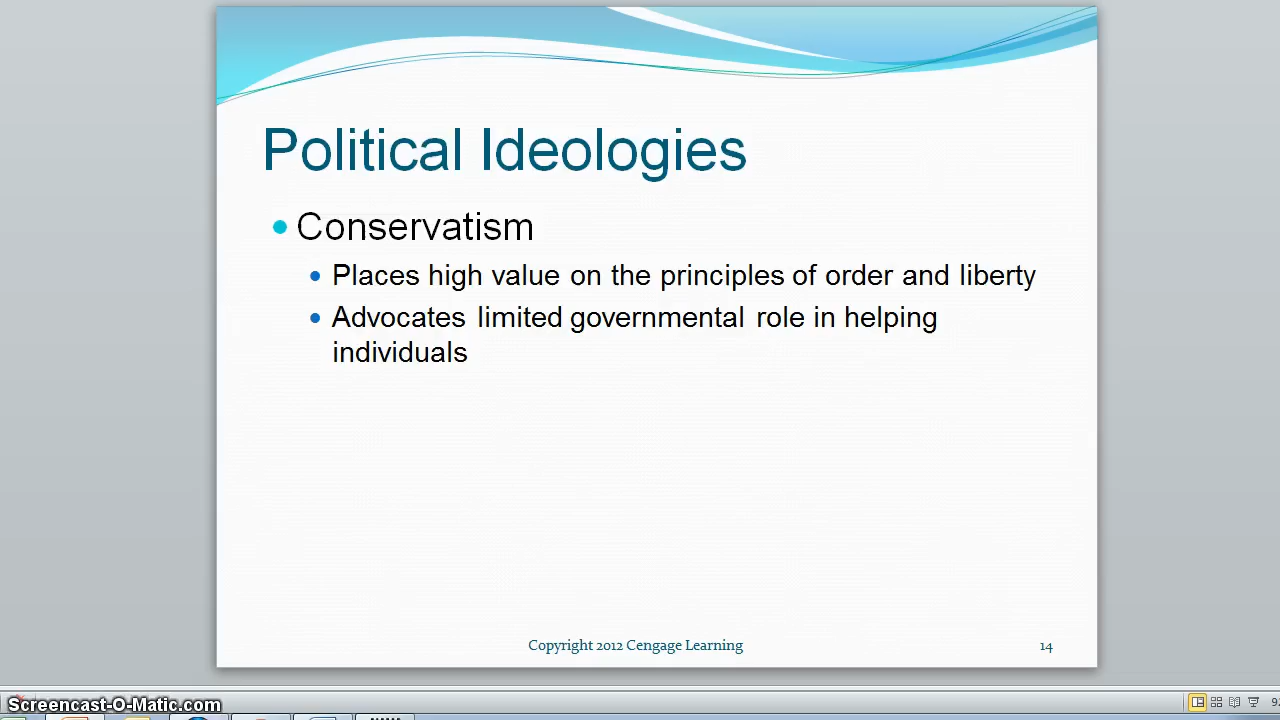 Political Ideologies
Conservatism
Places high value on the principles of order and liberty
Advocates limited governmental role in helping
individuals
Copyright 2012 Cengage Learning
14
Screencast-O-Matic.com